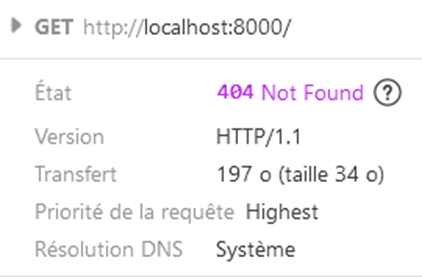 GET http://localhost:8000/
État 404 Not Found ?
Version HTTP/1.1
Transfert 197 o (taille 34 o)
Priorité de la requête Highest
Résolution DNS Système